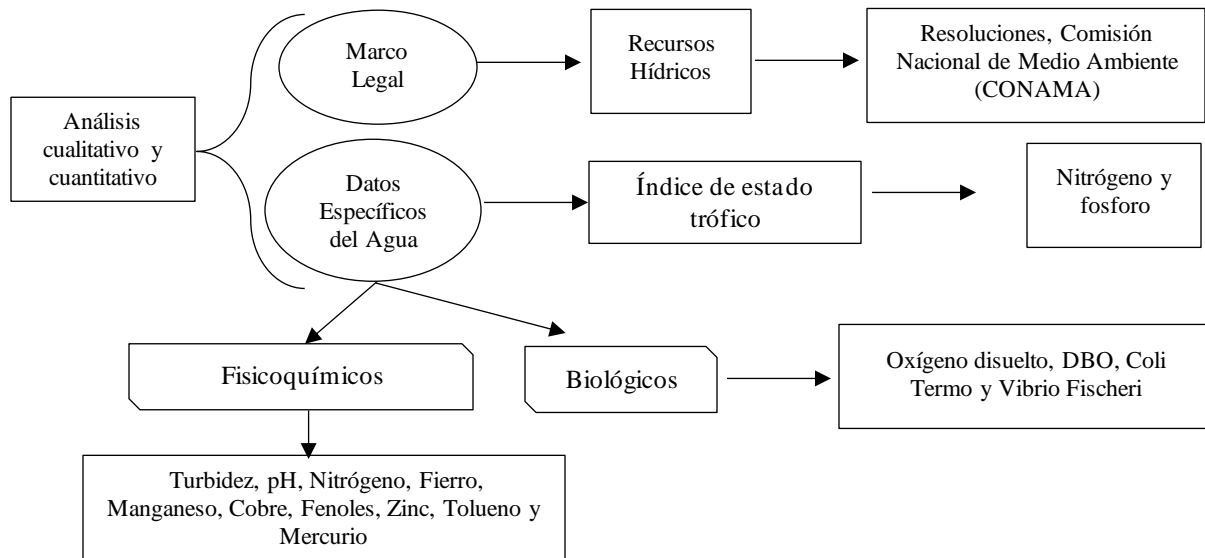 Marco
Legal
Recursos
Hídricos
Resoluciones, Comisión
Nacional de Medio Ambiente
(CONAMA)
Análisis
cualitativo y
cuantitativo
Datos
Específicos
del Agua
Índice de estado
trófico
Nitrógeno y
fosforo
Fisicoquímicos
Biológicos
Oxígeno disuelto, DBO, Coli
Termo y Vibrio Fischeri
Turbidez, pH, Nitrógeno, Fierro,
Manganeso, Cobre, Fenoles, Zinc, Tolueno y
Mercurio